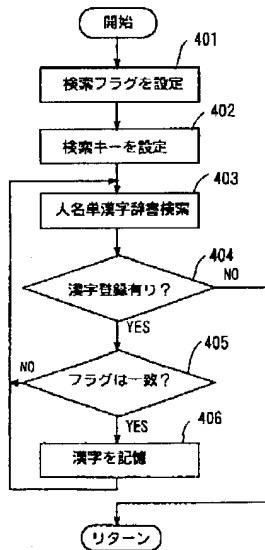 開始
401
検索フラグを設定
402
検索キーを設定
403
人名単漢字辞書検索
404
漢字登録有り?
NO
YES
405
フラグは一致?
NO
YES
406
漢字を記憶
リターン